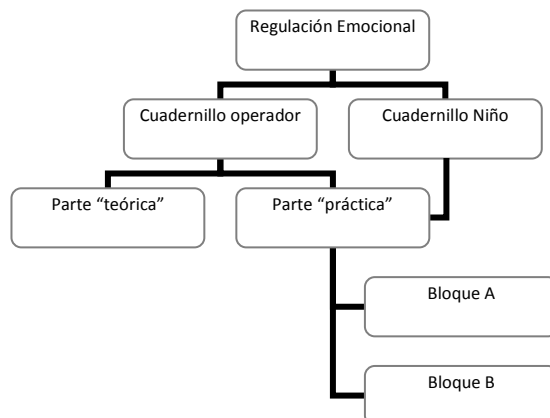 Regulación Emocional
Cuadernillo operador
Cuadernillo Niño
Parte “teórica”
Parte “práctica”
Bloque A
Bloque B